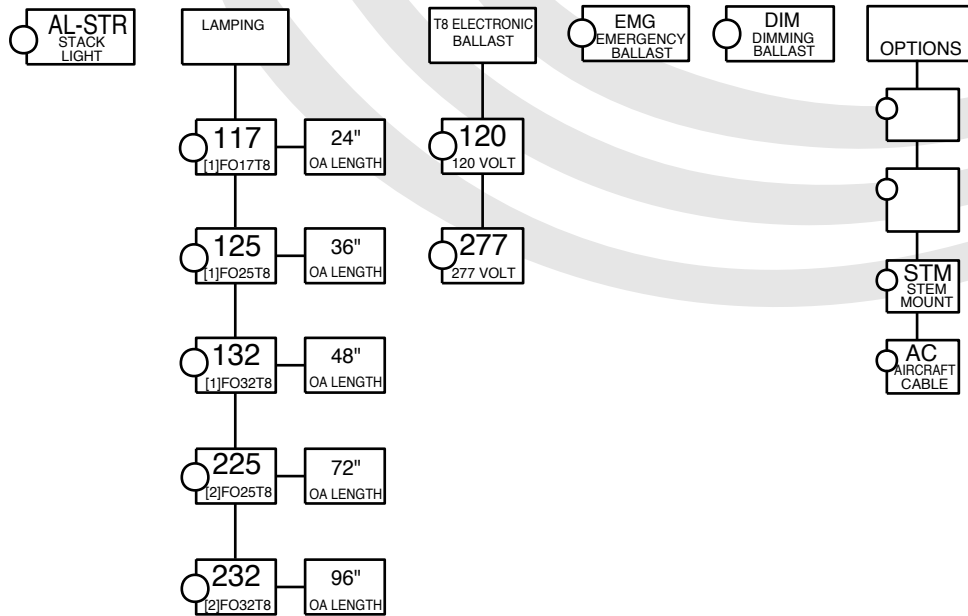 AL-STR
STACK
LIGHT
LAMPING
T8 ELECTRONIC
BALLAST
EMG
EMERGENCY
BALLAST
DIM
DIMMING
BALLAST
OPTIONS
117
[1]FO17T8
24"
OA LENGTH
120
120 VOLT
125
[1]FO25T8
36"
OA LENGTH
277
277 VOLT
STM
STEM
MOUNT
132
[1]FO32T8
48"
OA LENGTH
AC
AIRCRAFT
CABLE
225
[2]FO25T8
72"
OA LENGTH
232
[2]FO32T8
96"
OA LENGTH